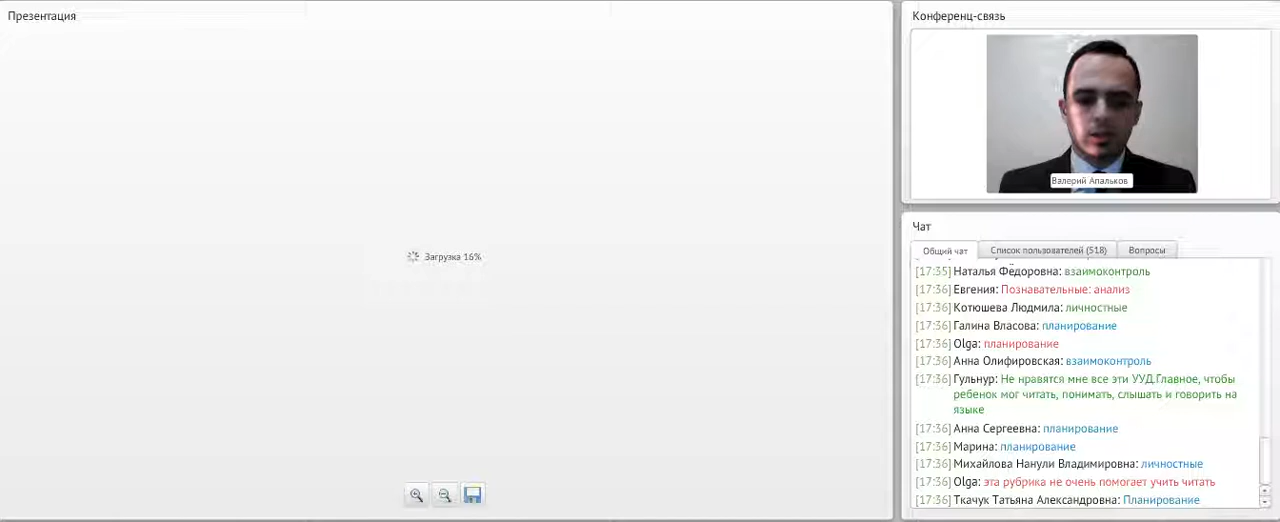 Презентация
Загрузка 16%
Конференц-связь
Валерий Апальков
Чат
Общий чат
Список пользователей (518)
Вопросы
[17:35] Наталья Федоровна: взаимоконтроль
[17:36] Евгения: Познавательные: анализ
[17:36] Котюшева Людмила: личностные
[17:36] Галина Власова: планирование
[17:36] Olga: планирование
[17:36] Анна Олифировская: взаимоконтроль
[17:36] Гульнур: Не нравятся мне все эти УУД.Главное, чтобы
ребенок мог читать, понимать, слышать и говорить на
языке
[17:36] Анна Сергеевна: планирование
[17:36] Марина: планирование
[17:36] Михайлова Нанули Владимировна: личностные
[17:36] Olga: эта рубрика не очень помогает учить читать
[17:36] Ткачук Татьяна Александровна: Планирование